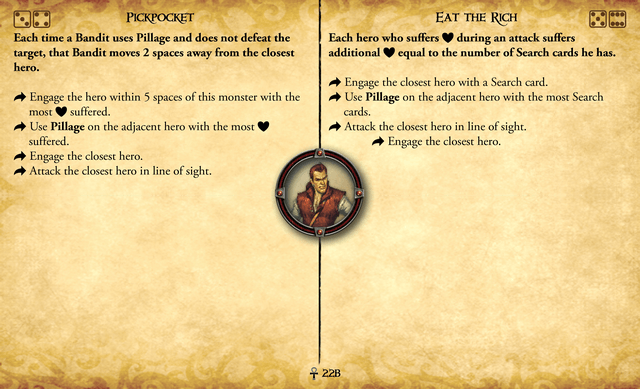 PICKPOCKET
Each time a Bandit uses Pillage and does not defeat the
target, that Bandit moves 2 spaces away from the closest
hero.
Engage the hero within 5 spaces of this monster with the
most ♥ suffered.
Use Pillage on the adjacent hero with the most ♥
suffered.
Engage the closest hero.
Attack the closest hero in line of sight.
EAT THE RICH
Each hero who suffers ♥ during an attack suffers
additional ♥ equal to the number of Search cards he has.
Engage the closest hero with a Search card.
Use Pillage on the adjacent hero with the most Search
cards.
Attack the closest hero in line of sight.
Engage the closest hero.
22B